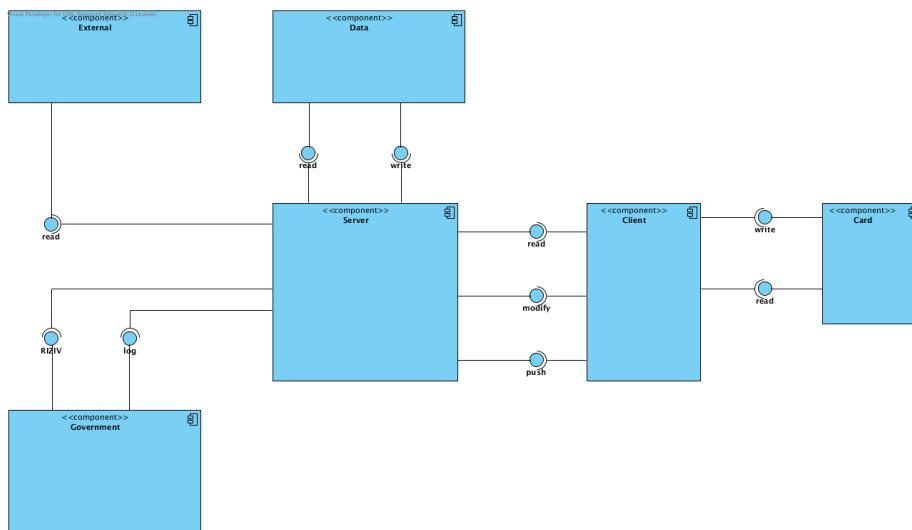 <<component>>
External
<<component>>
Data
read
write
read
<<component>>
Server
<<component>>
Client
<<component>>
Card
write
read
read
modify
push
RIZIV
log
<<component>>
Government